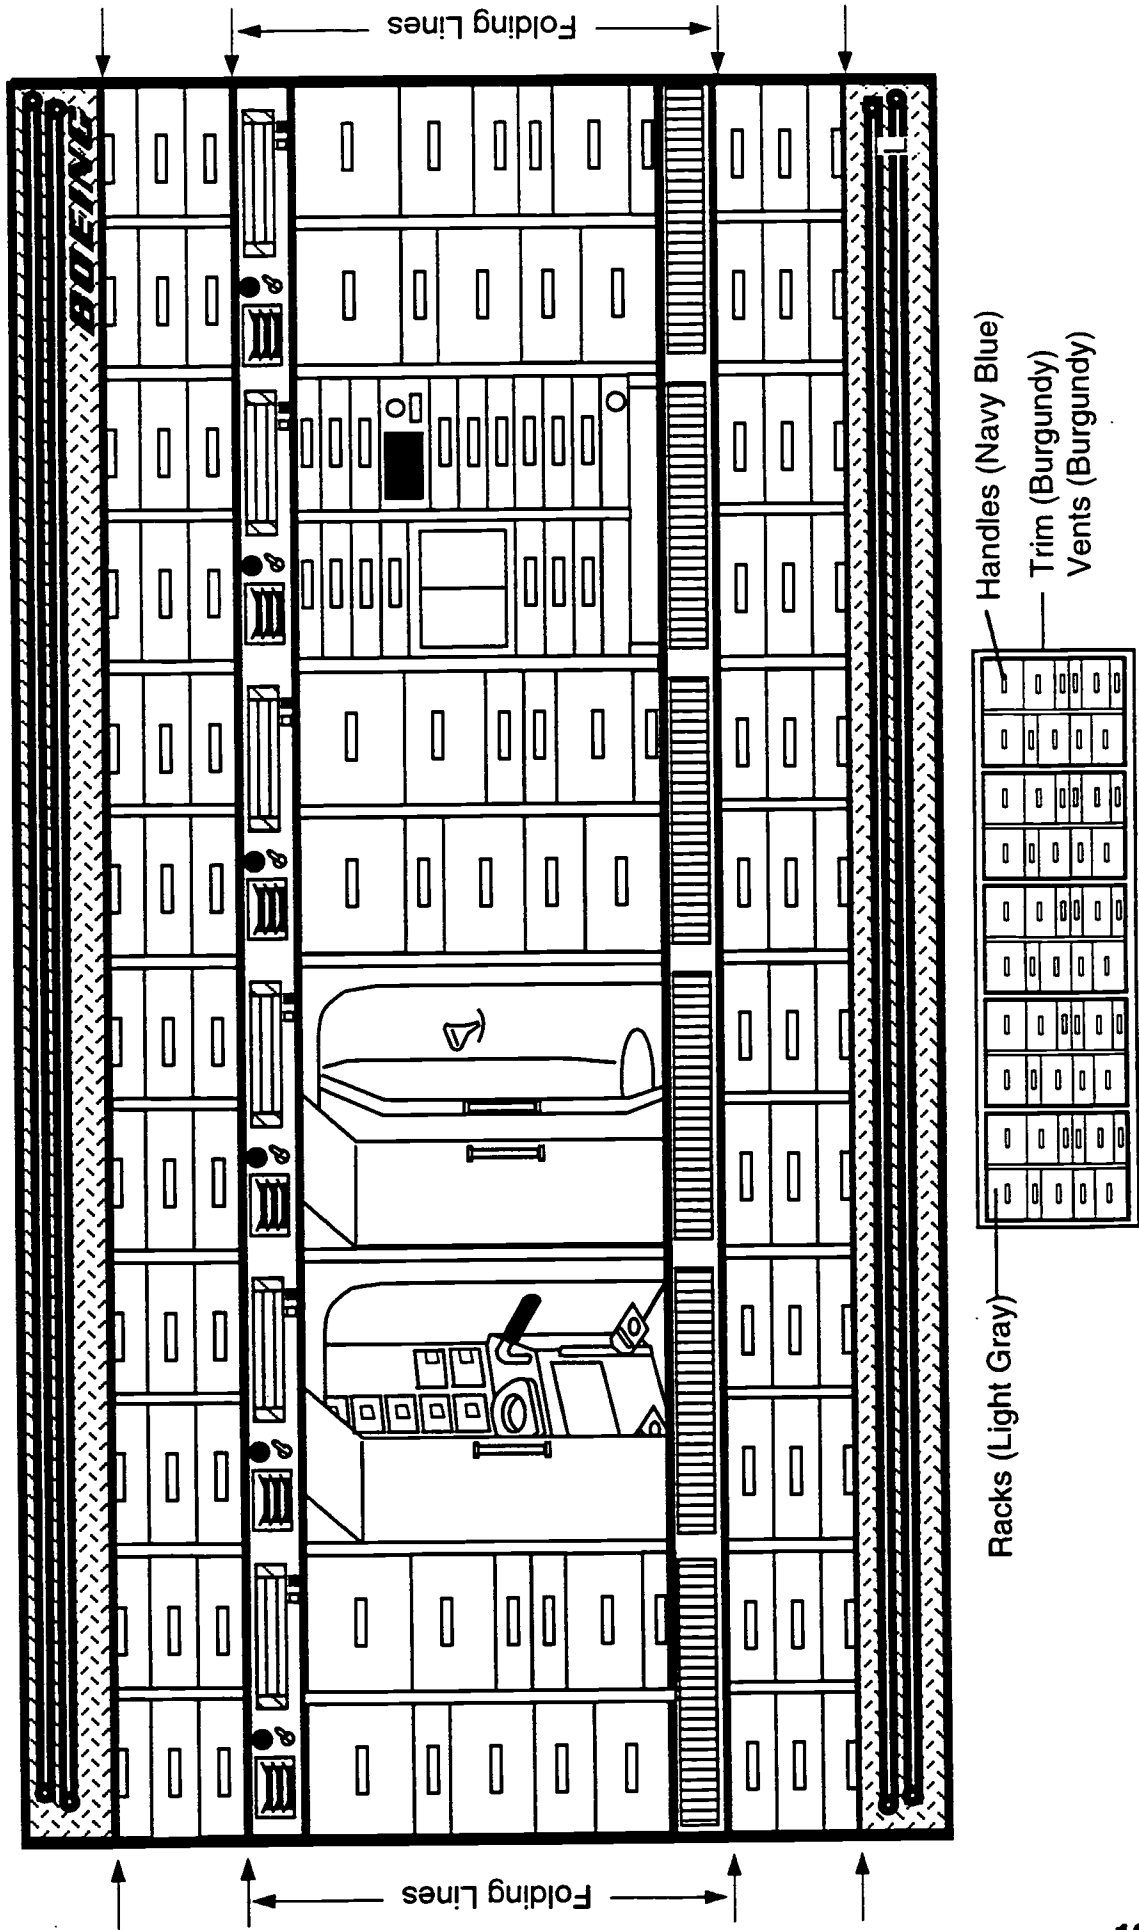 Folding Lines
BOEING
Handles (Navy Blue)
Trim (Burgundy)
Vents (Burgundy)
Racks (Light Gray)
Folding Lines